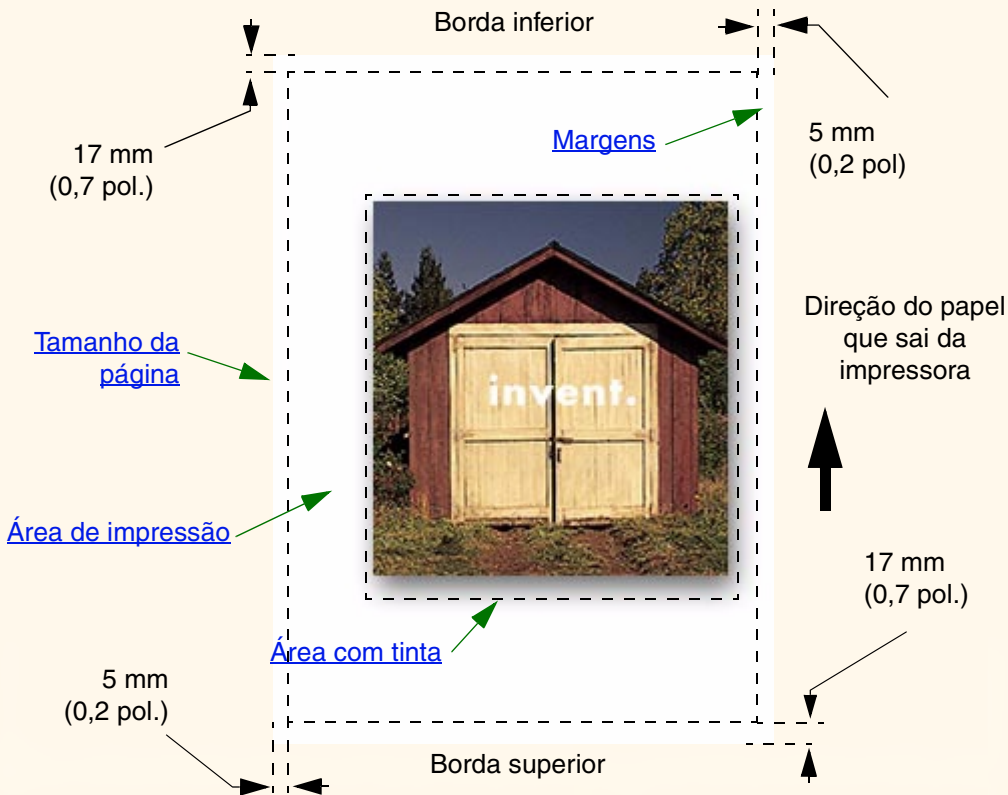 Borda inferior
17 mm
(0,7 pol.)
Margens
5 mm
(0,2 pol)
invent.
Tamanho da
página
Direção do papel
que sai da
impressora
Área de impressão
17 mm
(0,7 pol.)
Área com tinta
5 mm
(0,2 pol.)
Borda superior